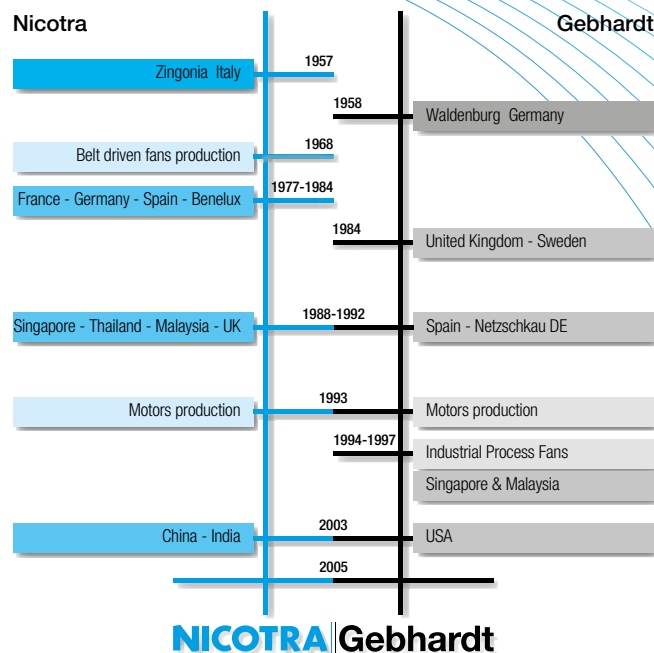 Nicotra
Gebhardt
1957
Zingonia Italy
1958
Waldenburg Germany
1968
Belt driven fans production
1977-1984
France - Germany - Spain - Benelux
1984
United Kingdom - Sweden
1988-1992
Singapore - Thailand - Malaysia - UK
Spain - Netzschkau DE
1993
Motors production
Motors production
1994-1997
Industrial Process Fans
Singapore & Malaysia
2003
China - India
USA
2005
NICOTRA Gebhardt